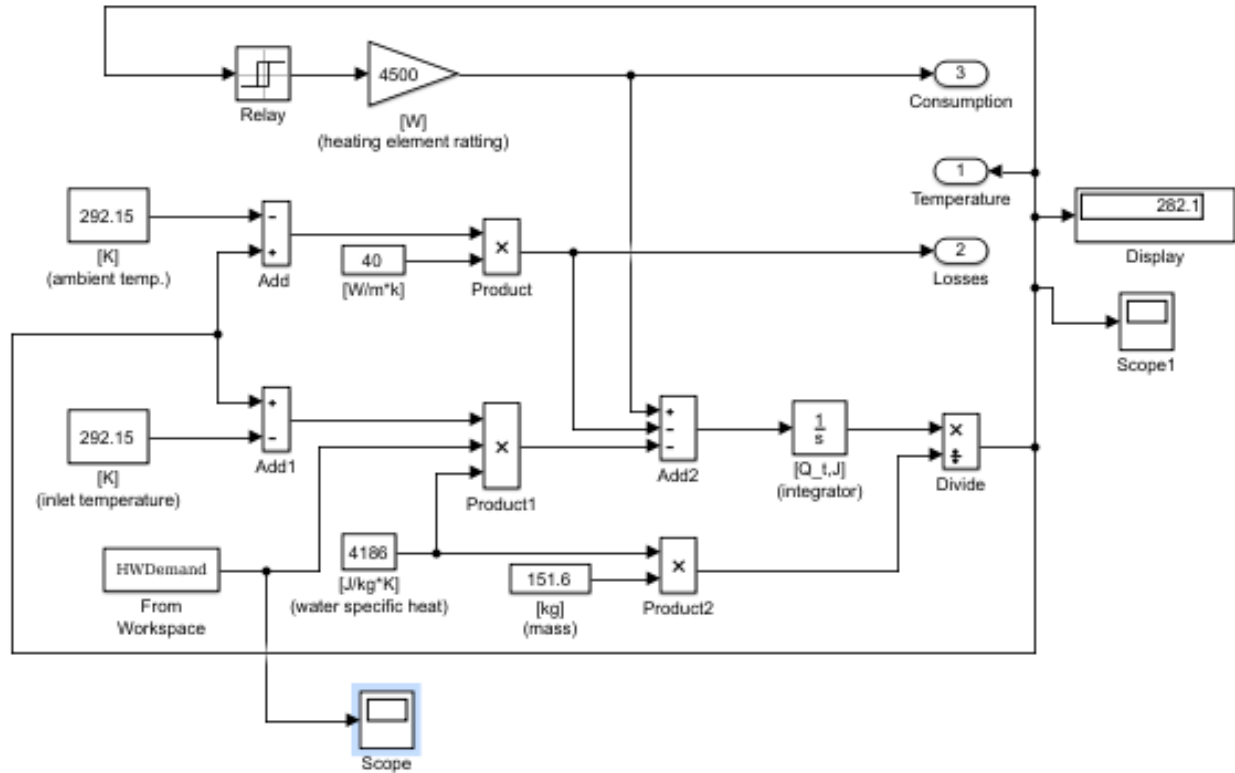 Relay
4500
[W]
(heating element ratting)
3
Consumption
1
Temperature
282.1
Display
292.15
[K]
(ambient temp.)
-
+
Add
40
[W/m*k]
×
Product
2
Losses
Scope1
292.15
[K]
(inlet temperature)
+
-
Add1
×
Product1
+
-
-
Add2
1
s
[Q_t,J]
(integrator)
×
÷
Divide
HWDemand
From
Workspace
4186
[J/kg*K]
(water specific heat)
151.6
[kg]
(mass)
×
Product2
Scope